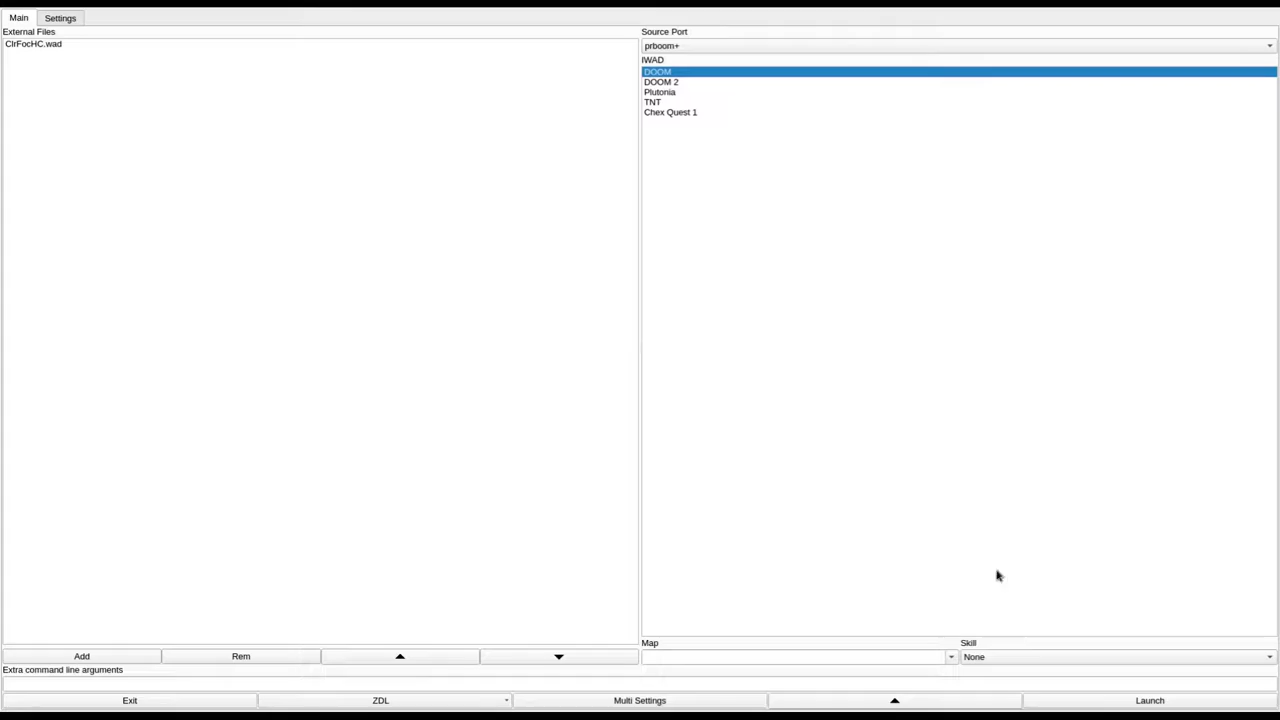 Main Settings
External Files
ClrFocHC.wad
Source Port
prboom+
IWAD
DOOM
DOOM 2
Plutonia
TNT
Chex Quest 1
Map
Skill
None
Add
Rem
Extra command line arguments
Exit
ZDL
Multi Settings
Launch